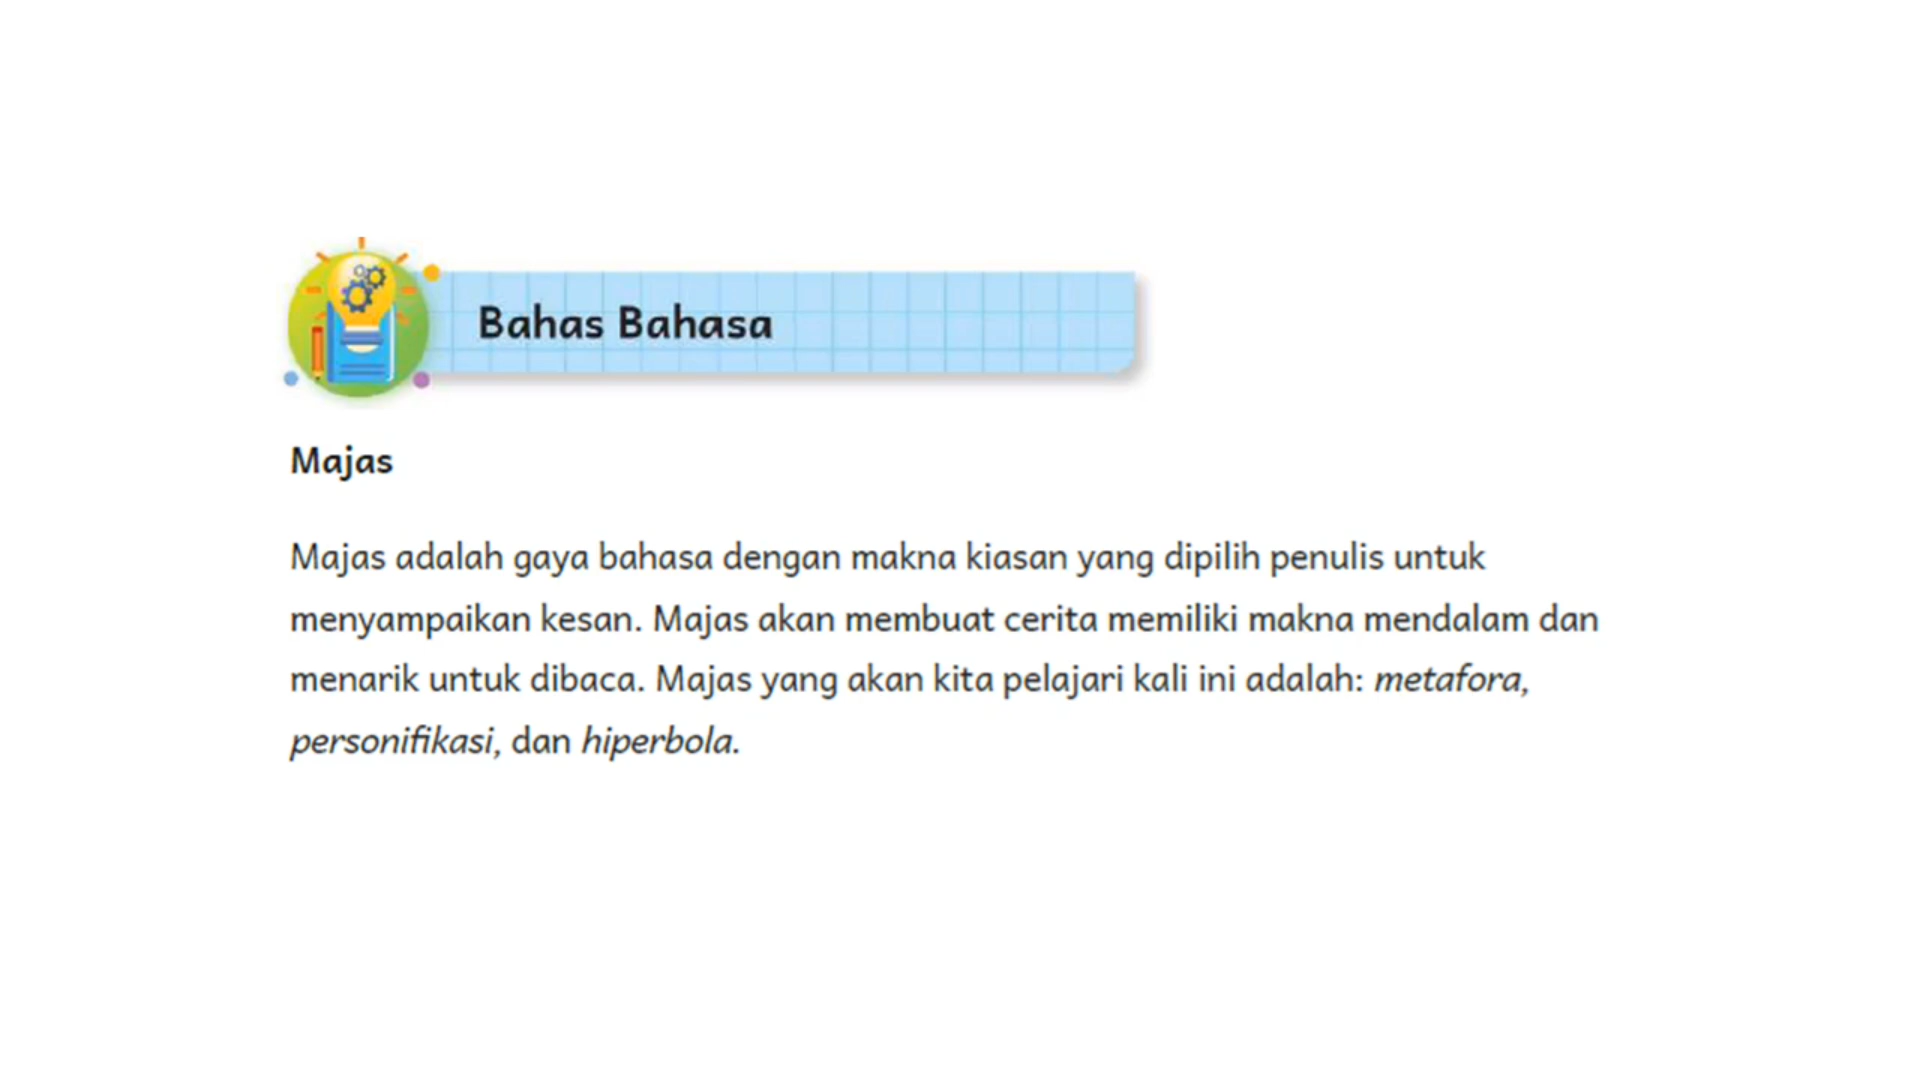 Bahas Bahasa
Majas
Majas adalah gaya bahasa dengan makna kiasan yang dipilih penulis untuk
menyampaikan kesan. Majas akan membuat cerita memiliki makna mendalam dan
menarik untuk dibaca. Majas yang akan kita pelajari kali ini adalah: metafora,
personifikasi, dan hiperbola.